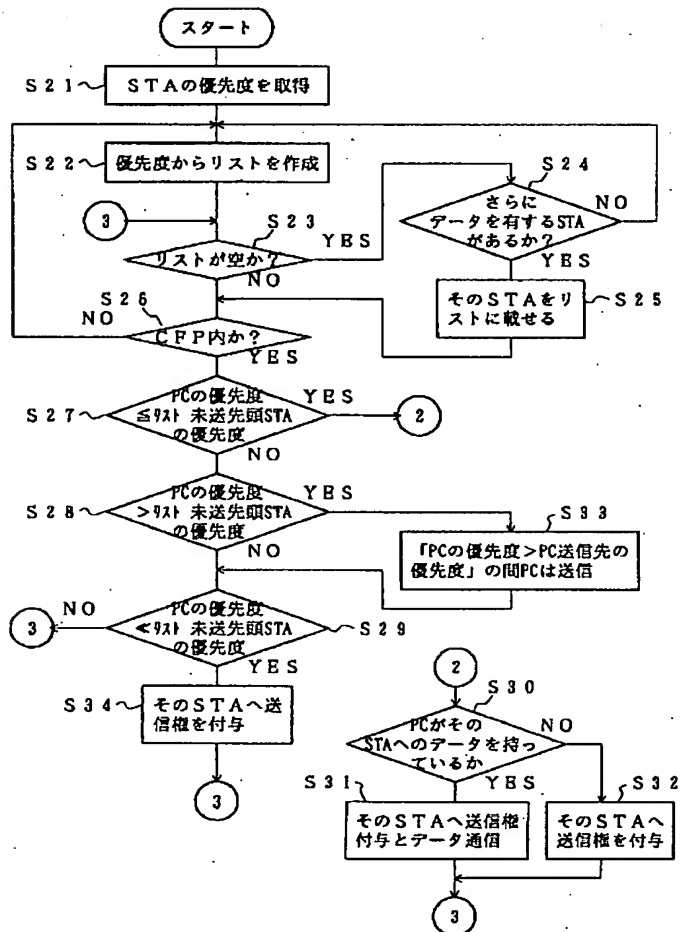 スタート
S21
STAの優先度を取得
S22
優先度からリストを作成
3
S23
リストが空か?
YES
NO
S24
さらに
データを有するSTA
があるか?
NO
YES
S25
そのSTAをリ
ストに載せる
S26
NO
CFP内か?
YES
S27
PCの優先度
≦リスト 未送先頭STA
の優先度
YES
2
NO
S28
PCの優先度
>リスト 未送先頭STA
の優先度
YES
NO
S33
「PCの優先度>PC送信先の
優先度」の間PCは送信
NO
3
PCの優先度
≪リスト 未送先頭STA
の優先度
S29
YES
S34
そのSTAへ送
信権を付与
3
2
S30
PCがその
STAへのデータを持っ
ているか
NO
YES
S31
そのSTAへ送信権
付与とデータ通信
S32
そのSTAへ
送信権を付与
3